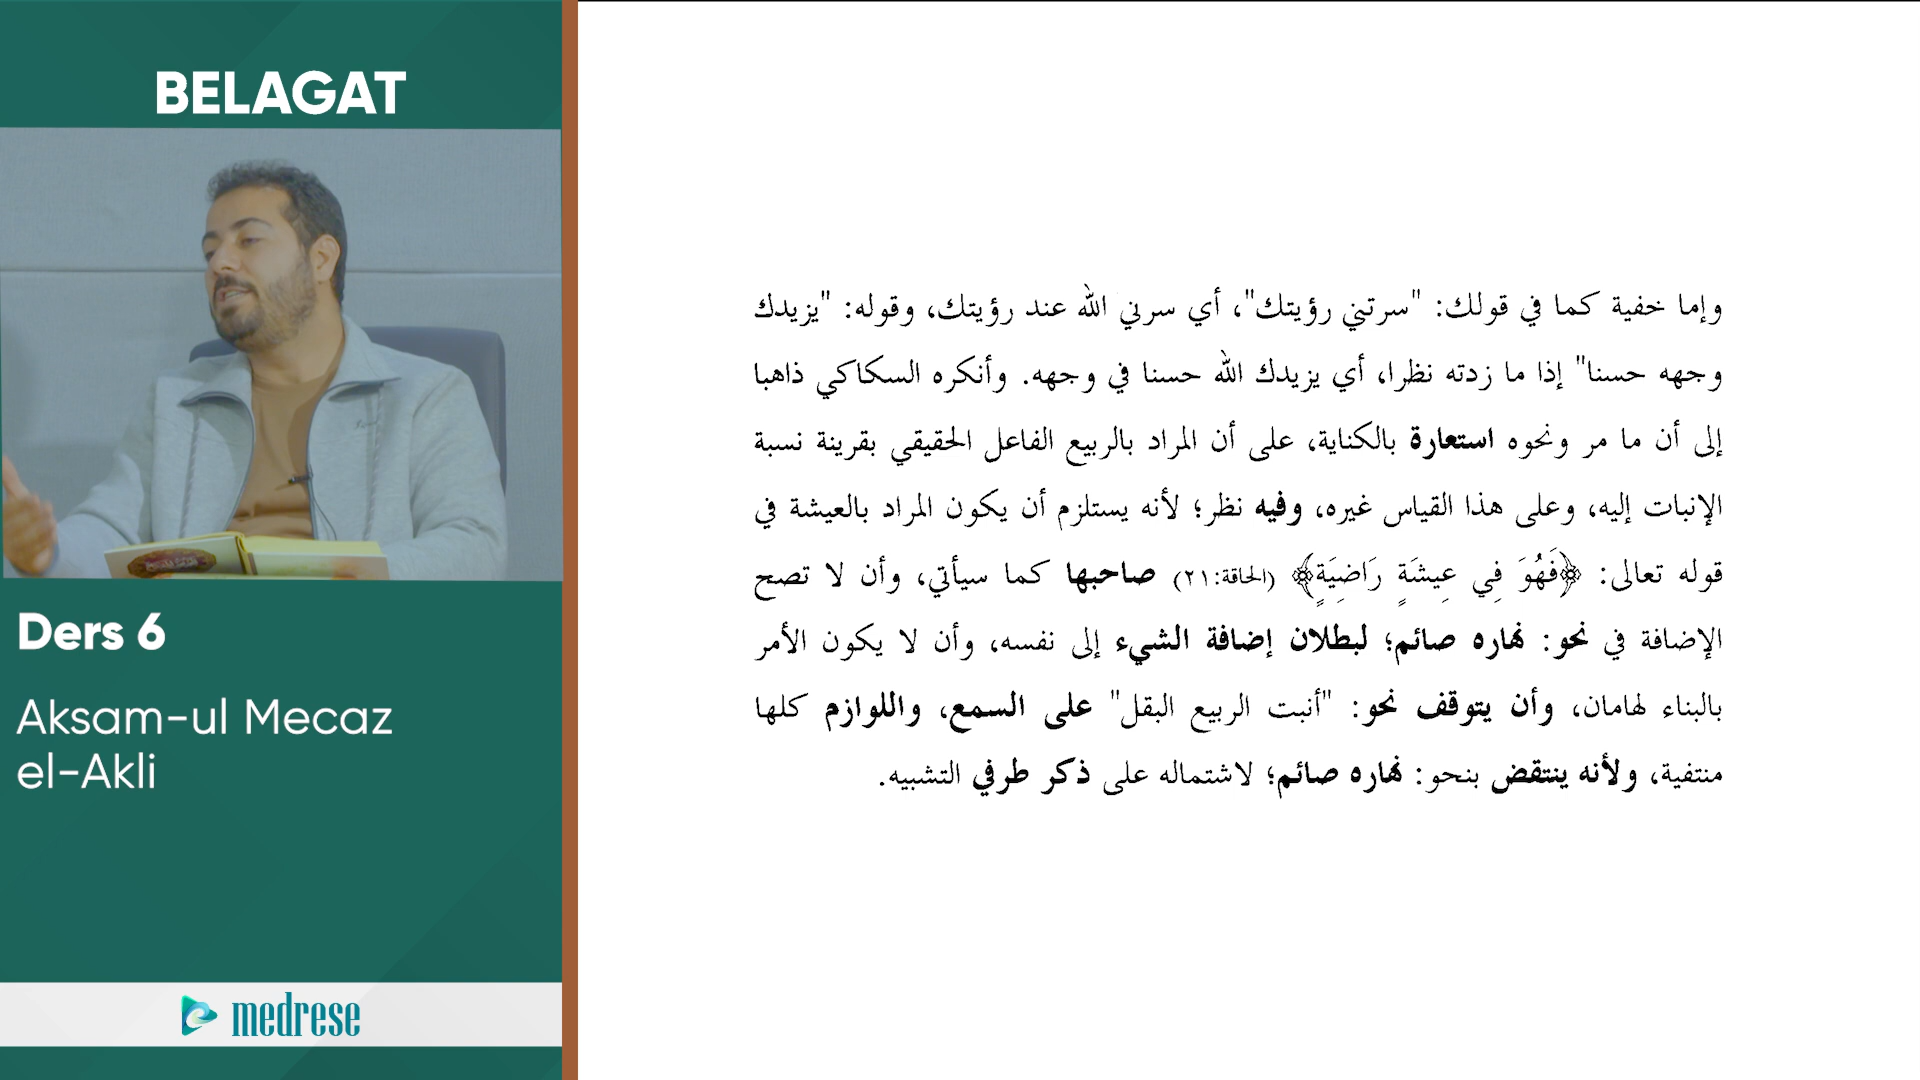 BELAGAT
Ders 6
Aksam-ul Mecaz
el-Akli
medrese
وإما خفية كما في قولك: "سرتني رؤيتك"، أي سرني الله عند رؤيتك، وقوله: "يزيدك
وجهه حسنا" إذا ما زدته نظرا، أي يزيدك الله حسنا في وجهه. وأنكره السكاكي ذاهبا
إلى أن ما مر ونحوه استعارة بالكناية، على أن المراد بالربيع الفاعل الحقيقي بقرينة نسبة
الإنبات إليه، وعلى هذا القياس غيره، وفيه نظر؛ لأنه يستلزم أن يكون المراد بالعيشة في
قوله تعالى: ﴿فَهُوَ فِي عِيشَةٍ رَاضِيَةٍ﴾ (الحاقة:٢١) صاحبها كما سيأتي، وأن لا تصح
الإضافة في نحو: نهاره صائم؛ لبطلان إضافة الشيء إلى نفسه، وأن لا يكون الأمر
بالبناء لهامان، وأن يتوقف نحو: "أنبت الربيع البقل" على السمع، واللوازم كلها
منتفية، ولأنه ينتقض بنحو: نهاره صائم؛ لاشتماله على ذكر طرفي التشبيه.